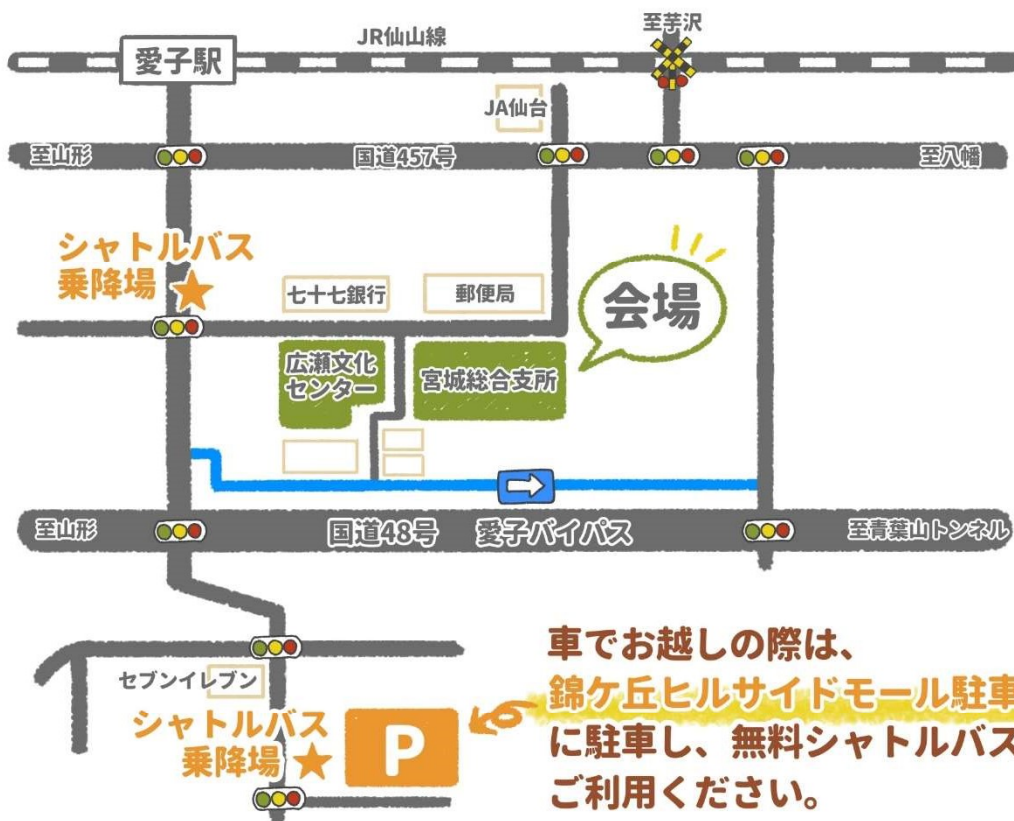 JR仙山線
至芋沢
愛子駅
JA仙台
至山形
国道457号
至八幡
シャトルバス
乗降場
七十七銀行
郵便局
会場
広瀬文化
センター
宮城総合支所
至山形
国道48号 愛子バイパス
至青葉山トンネル
セブンイレブン
シャトルバス
乗降場
P
車でお越しの際は、
錦ケ丘ヒルサイドモール駐車
に駐車し、無料シャトルバス
ご利用ください。